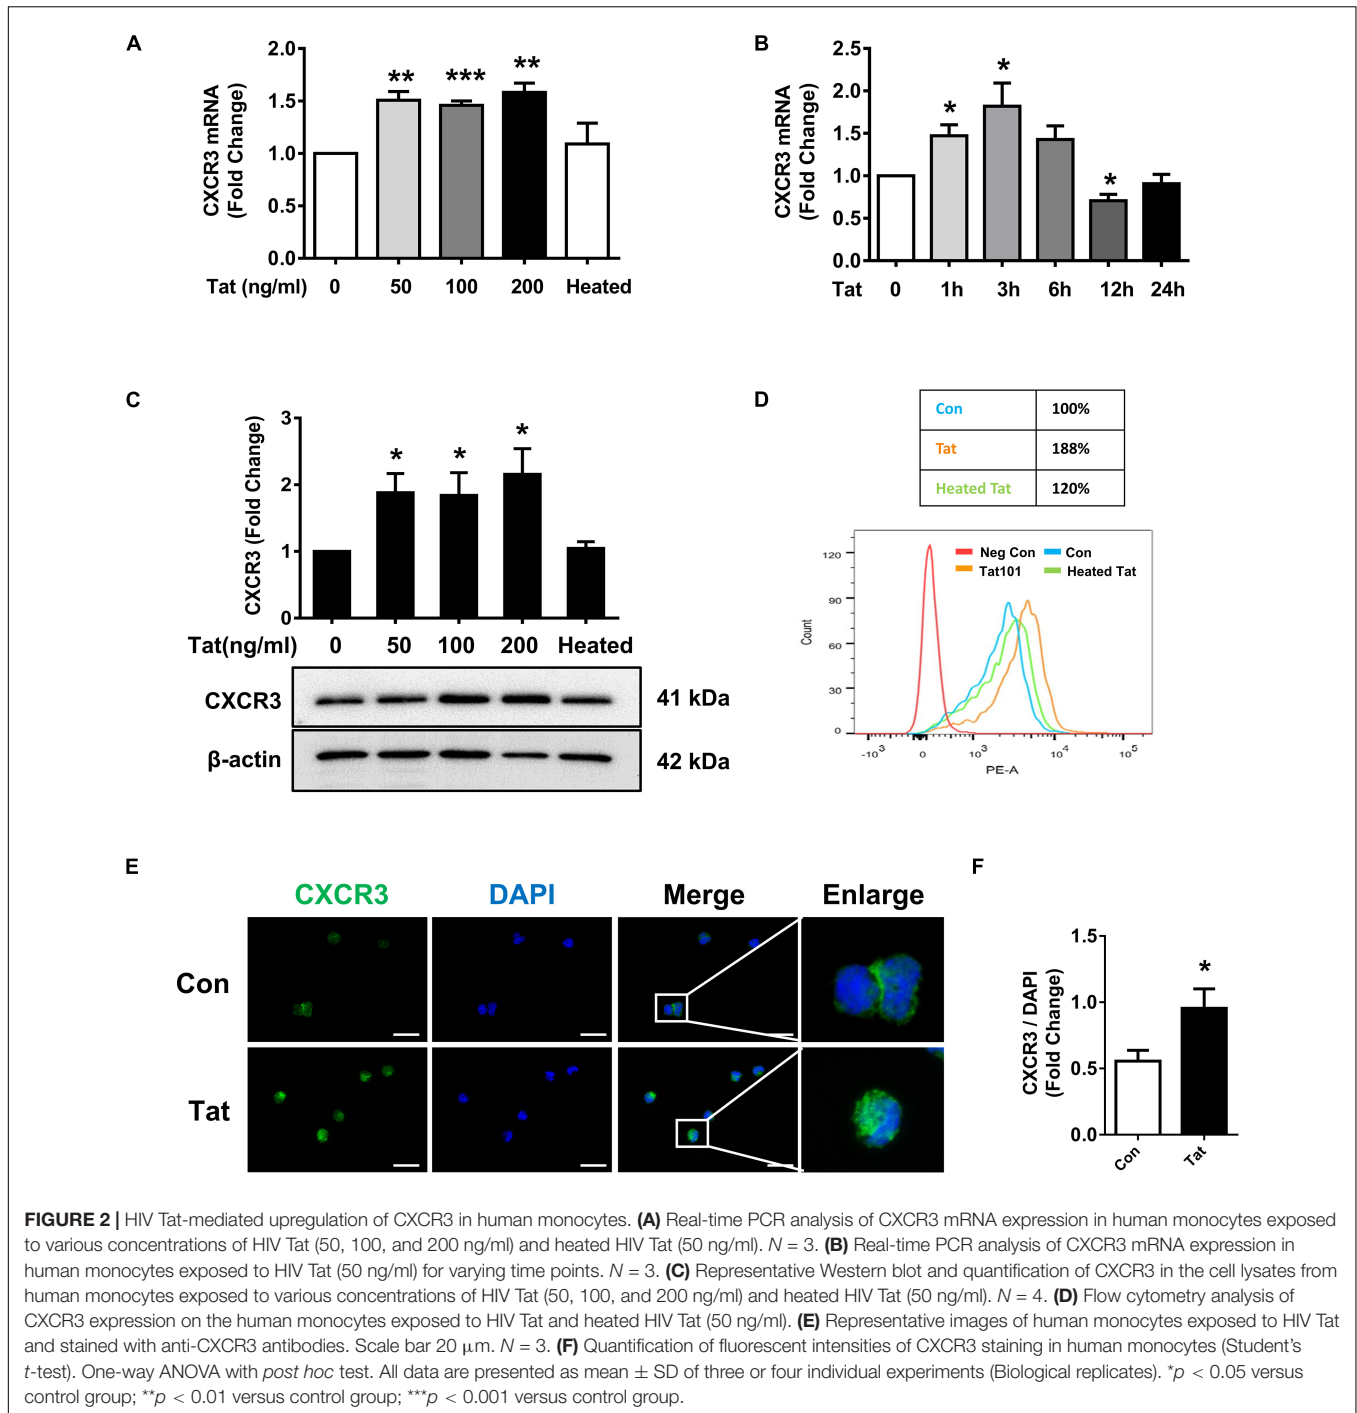 A
CXCR3 mRNA
(Fold Change)
2.0
1.5
1.0
0.5
0.0
**
***
**
Tat (ng/ml) 0 50 100 200 Heated
B
CXCR3 mRNA
(Fold Change)
2.5
2.0
1.5
1.0
0.5
0.0
*
*
*
Tat 0 1h 3h 6h 12h 24h
C
CXCR3 (Fold Change)
3
2
1
0
*
*
*
Tat(ng/ml) 0 50 100 200 Heated
CXCR3 41 kDa
β-actin 42 kDa
D
Con 100%
Tat 188%
Heated Tat 120%
Neg Con Con
Tat101 Heated Tat
Count
120
90
60
30
0
-10³ 0 10³ 10⁴ 10⁵
PE-A
E
CXCR3 DAPI Merge Enlarge
Con
Tat
F
CXCR3 / DAPI
(Fold Change)
1.5
1.0
0.5
0.0
*
Con Tat
FIGURE 2 | HIV Tat-mediated upregulation of CXCR3 in human monocytes. (A) Real-time PCR analysis of CXCR3 mRNA expression in human monocytes exposed
to various concentrations of HIV Tat (50, 100, and 200 ng/ml) and heated HIV Tat (50 ng/ml). N = 3. (B) Real-time PCR analysis of CXCR3 mRNA expression in
human monocytes exposed to HIV Tat (50 ng/ml) for varying time points. N = 3. (C) Representative Western blot and quantification of CXCR3 in the cell lysates from
human monocytes exposed to various concentrations of HIV Tat (50, 100, and 200 ng/ml) and heated HIV Tat (50 ng/ml). N = 4. (D) Flow cytometry analysis of
CXCR3 expression on the human monocytes exposed to HIV Tat and heated HIV Tat (50 ng/ml). (E) Representative images of human monocytes exposed to HIV Tat
and stained with anti-CXCR3 antibodies. Scale bar 20 μm. N = 3. (F) Quantification of fluorescent intensities of CXCR3 staining in human monocytes (Student's
t-test). One-way ANOVA with post hoc test. All data are presented as mean ± SD of three or four individual experiments (Biological replicates). *p < 0.05 versus
control group; **p < 0.01 versus control group; ***p < 0.001 versus control group.